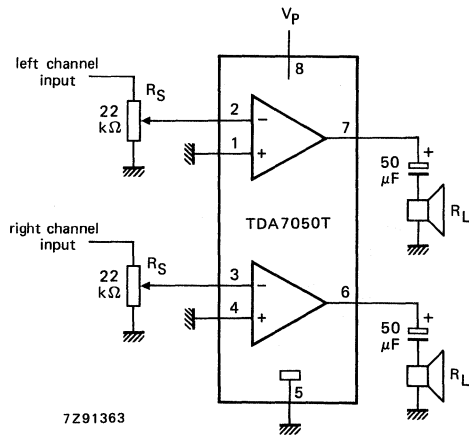 V_P
8
left channel
input
R_S
22
kΩ
2
−
1
+
7
+
50
μF
R_L
TDA7050T
right channel
input
R_S
22
kΩ
3
−
4
+
6
+
50
μF
R_L
5
7Z91363